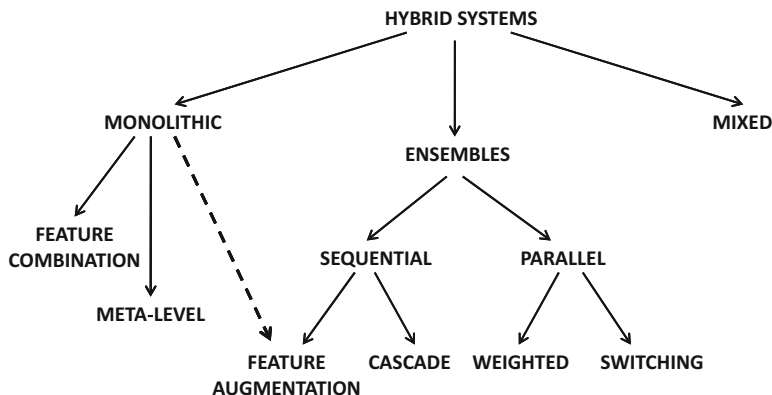 HYBRID SYSTEMS
MONOLITHIC
MIXED
ENSEMBLES
FEATURE
COMBINATION
SEQUENTIAL
PARALLEL
META-LEVEL
FEATURE
AUGMENTATION
CASCADE
WEIGHTED
SWITCHING